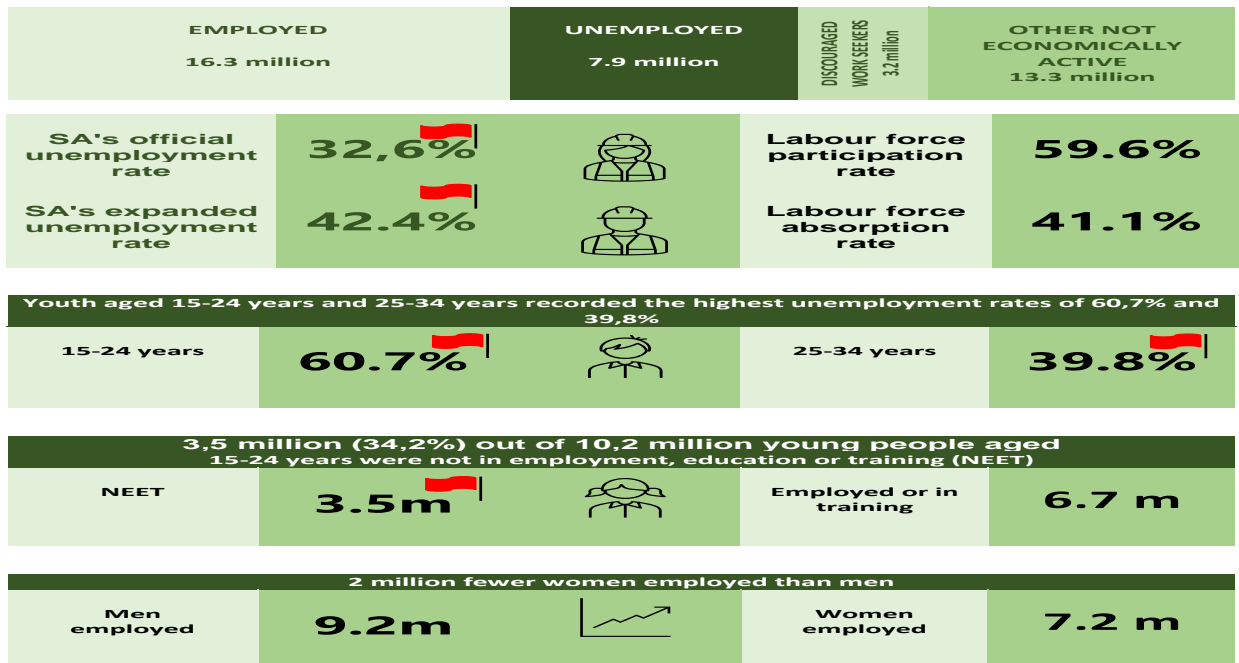 EMPLOYED
16.3 million
UNEMPLOYED
7.9 million
DISCOURAGED
WORK SEEKERS
3.2 million
OTHER NOT
ECONOMICALLY
ACTIVE
13.3 million
SA's official
unemployment
rate
32,6%
Labour force
participation
rate
59.6%
SA's expanded
unemployment
rate
42.4%
Labour force
absorption
rate
41.1%
Youth aged 15-24 years and 25-34 years recorded the highest unemployment rates of 60,7% and
39,8%
15-24 years
60.7%
25-34 years
39.8%
3,5 million (34,2%) out of 10,2 million young people aged
15-24 years were not in employment, education or training (NEET)
NEET
3.5m
Employed or in
training
6.7 m
2 million fewer women employed than men
Men
employed
9.2m
Women
employed
7.2 m